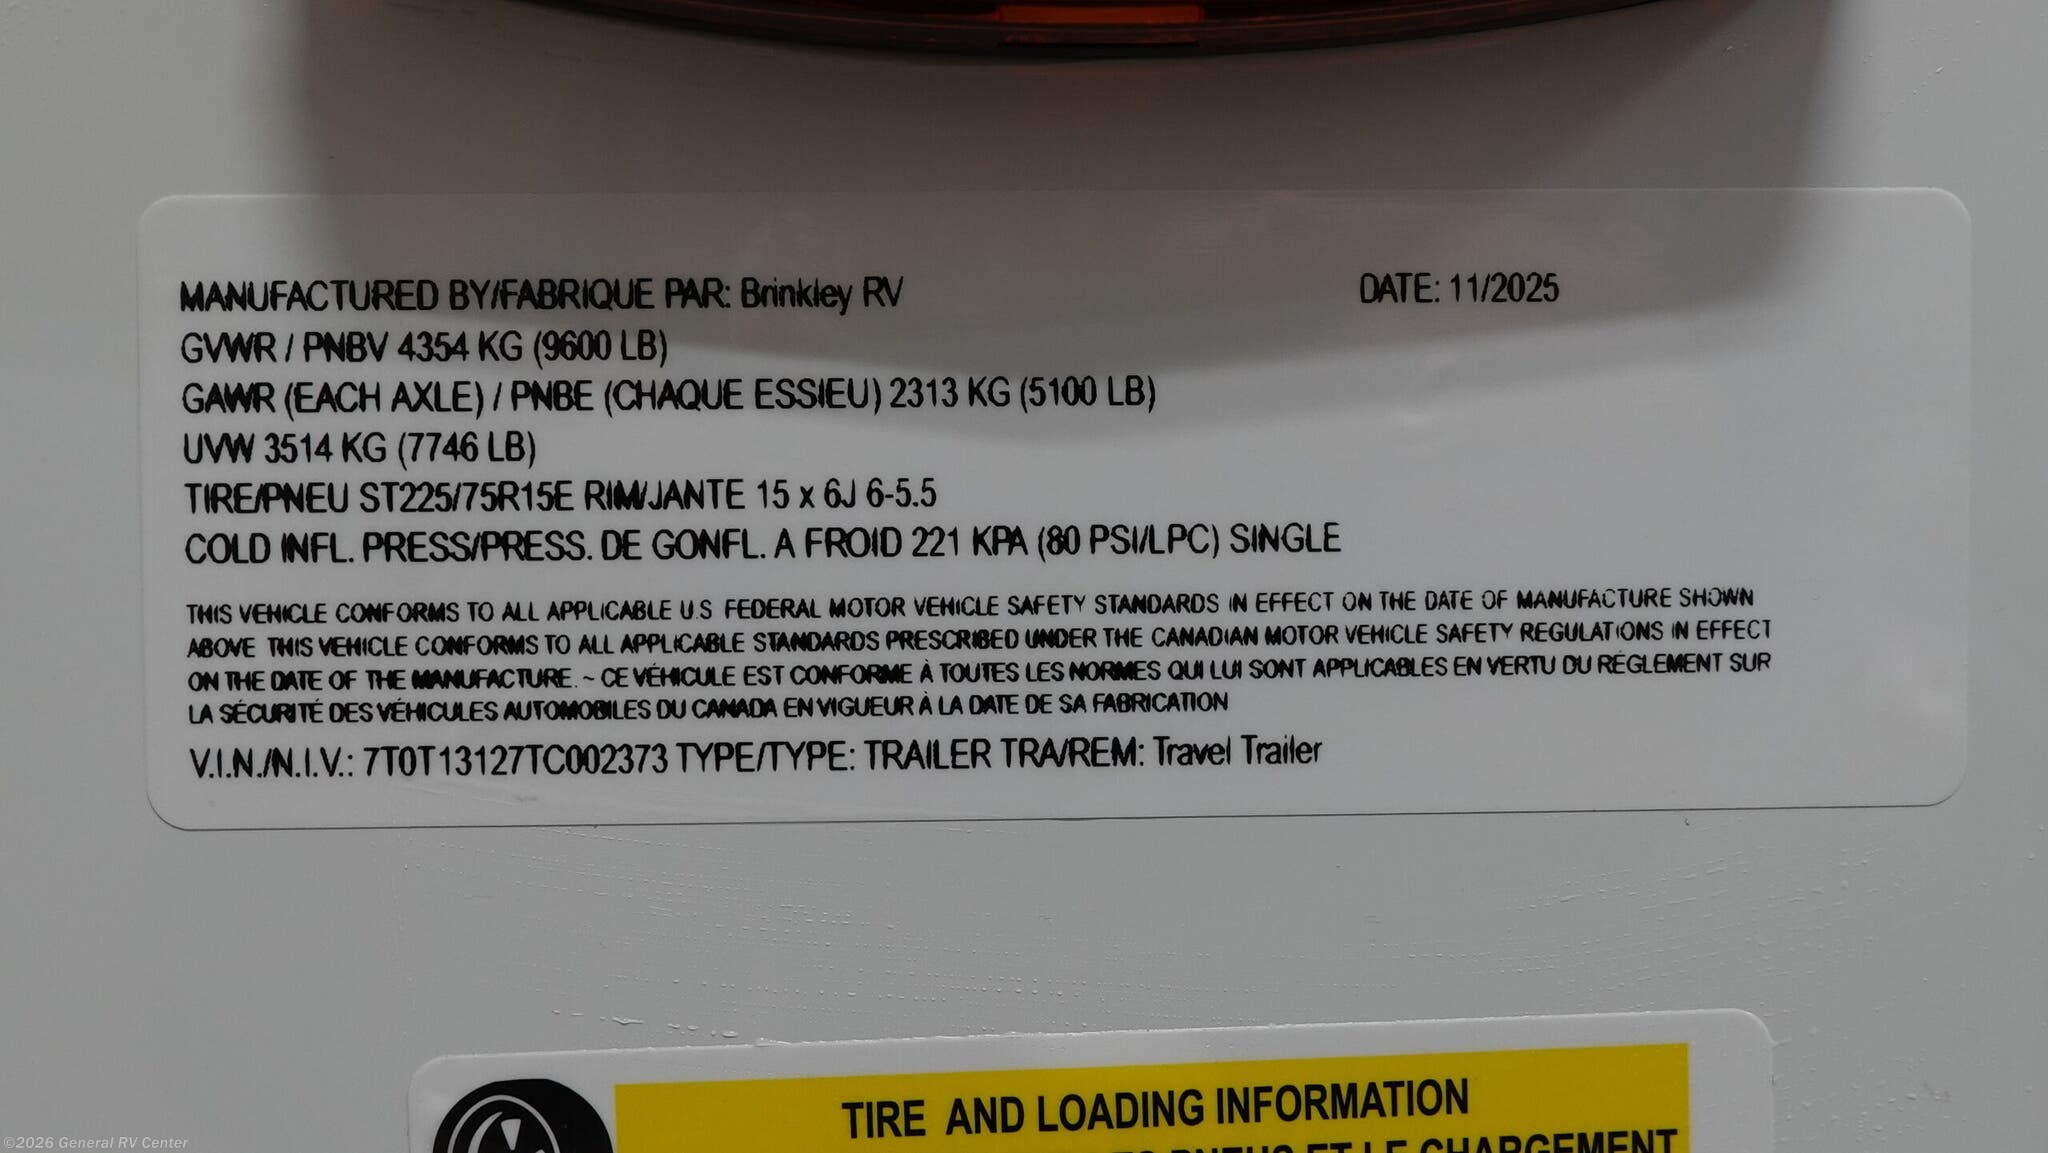 MANUFACTURED BY/FABRIQUE PAR: Brinkley RV DATE: 11/2025
GVWR / PNBV 4354 KG (9600 LB)
GAWR (EACH AXLE) / PNBE (CHAQUE ESSIEU) 2313 KG (5100 LB)
UVW 3514 KG (7746 LB)
TIRE/PNEU ST225/75R15E RIM/JANTE 15 x 6J 6-5.5
COLD INFL. PRESS/PRESS. DE GONFL. A FROID 221 KPA (80 PSI/LPC) SINGLE
THIS VEHICLE CONFORMS TO ALL APPLICABLE U.S FEDERAL MOTOR VEHICLE SAFETY STANDARDS IN EFFECT ON THE DATE OF MANUFACTURE SHOWN
ABOVE THIS VEHICLE CONFORMS TO ALL APPLICABLE STANDARDS PRESCRIBED UNDER THE CANADIAN MOTOR VEHICLE SAFETY REGULATIONS IN EFFECT
ON THE DATE OF THE MANUFACTURE. ~ CE VÉHICULE EST CONFORME À TOUTES LES NORMES QUI LUI SONT APPLICABLES EN VERTU DU RÉGLEMENT SUR
LA SÉCURITÉ DES VÉHICULES AUTOMOBILES DU CANADA EN VIGUEUR À LA DATE DE SA FABRICATION
V.I.N./N.I.V.: 7T0T13127TC002373 TYPE/TYPE: TRAILER TRA/REM: Travel Trailer
TIRE AND LOADING INFORMATION
PNEUS ET LE CHARGEMENT
©2026 General RV Center